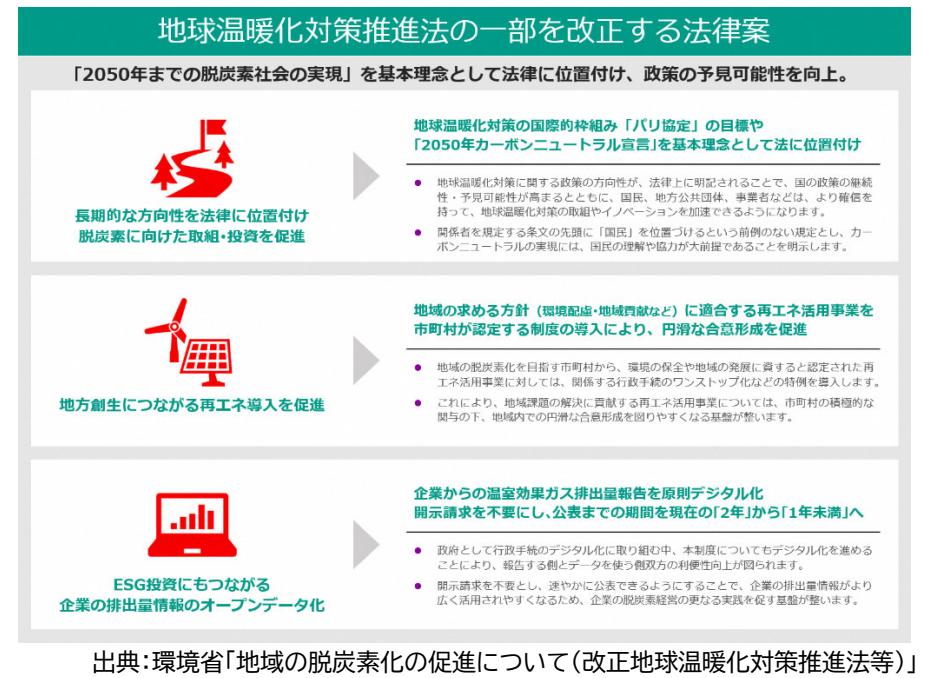 地球温暖化対策推進法の一部を改正する法律案
「2050年までの脱炭素社会の実現」を基本理念として法律に位置付け、政策の予見可能性を向上。
長期的な方向性を法律に位置付け
脱炭素に向けた取組・投資を促進
地球温暖化対策の国際的枠組み「パリ協定」の目標や
「2050年カーボンニュートラル宣言」を基本理念として法に位置付け
● 地球温暖化対策に関する政策の方向性が、法律上に明記されることで、国の政策の継続
性・予見可能性が高まるとともに、国民、地方公共団体、事業者などは、より確信を
持って、地球温暖化対策の取組やイノベーションを加速できるようになります。
● 関係者を規定する条文の先頭に「国民」を位置づけるという前例のない規定とし、カー
ボンニュートラルの実現には、国民の理解や協力が大前提であることを明示します。
地方創生につながる再エネ導入を促進
地域の求める方針（環境配慮・地域貢献など）に適合する再エネ活用事業を
市町村が認定する制度の導入により、円滑な合意形成を促進
● 地域の脱炭素化を目指す市町村から、環境の保全や地域の発展に資すると認定された再
エネ活用事業に対しては、関係する行政手続のワンストップ化などの特例を導入します。
● これにより、地域課題の解決に貢献する再エネ活用事業については、市町村の積極的な
関与の下、地域内での円滑な合意形成を図りやすくなる基盤が整います。
ESG投資にもつながる
企業の排出量情報のオープンデータ化
企業からの温室効果ガス排出量報告を原則デジタル化
開示請求を不要にし、公表までの期間を現在の「2年」から「1年未満」へ
● 政府として行政手続のデジタル化に取り組む中、本制度についてもデジタル化を進める
ことにより、報告する側とデータを使う側双方の利便性向上が図られます。
● 開示請求を不要とし、速やかに公表できるようにすることで、企業の排出量情報がより
広く活用されやすくなるため、企業の脱炭素経営の更なる実践を促す基盤が整います。
出典：環境省「地域の脱炭素化の促進について（改正地球温暖化対策推進法等）」